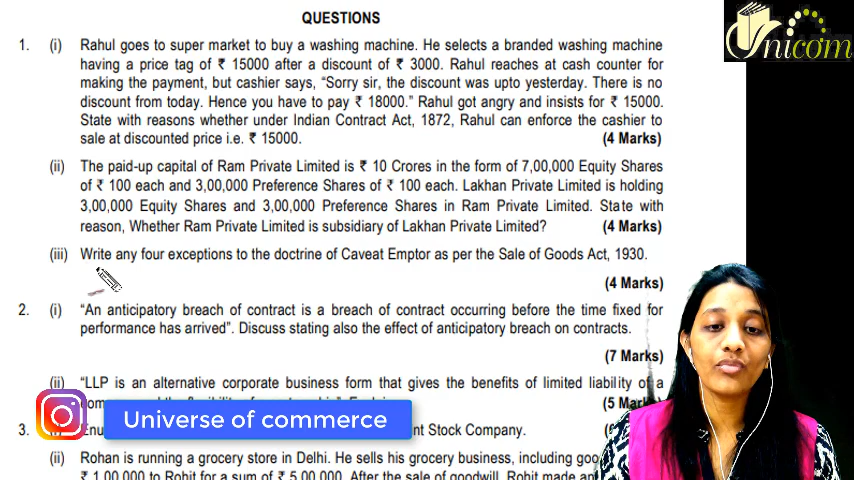 QUESTIONS
1. (i) Rahul goes to super market to buy a washing machine. He selects a branded washing machine
having a price tag of ₹ 15000 after a discount of ₹ 3000. Rahul reaches at cash counter for
making the payment, but cashier says, “Sorry sir, the discount was upto yesterday. There is no
discount from today. Hence you have to pay ₹ 18000.” Rahul got angry and insists for ₹ 15000.
State with reasons whether under Indian Contract Act, 1872, Rahul can enforce the cashier to
sale at discounted price i.e. ₹ 15000. (4 Marks)
(ii) The paid-up capital of Ram Private Limited is ₹ 10 Crores in the form of 7,00,000 Equity Shares
of ₹ 100 each and 3,00,000 Preference Shares of ₹ 100 each. Lakhan Private Limited is holding
3,00,000 Equity Shares and 3,00,000 Preference Shares in Ram Private Limited. State with
reason, Whether Ram Private Limited is subsidiary of Lakhan Private Limited? (4 Marks)
(iii) Write any four exceptions to the doctrine of Caveat Emptor as per the Sale of Goods Act, 1930.
(4 Marks)
2. (i) “An anticipatory breach of contract is a breach of contract occurring before the time fixed for
performance has arrived”. Discuss stating also the effect of anticipatory breach on contracts.
(7 Marks)
(ii) “LLP is an alternative corporate business form that gives the benefits of limited liability of a
(5 Marks)
Universe of commerce
3. nt Stock Company.
(ii) Rohan is running a grocery store in Delhi. He sells his grocery business, including
₹ 1,00,000 to Rohit for a sum of ₹ 5,00,000. After the sale of goodwill, Rohit made
Unicom